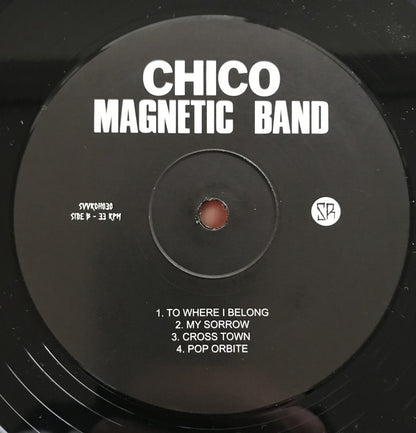 CHICO
MAGNETIC BAND
SVVRCH030
SIDE B - 33 RPM
SR
1. TO WHERE I BELONG
2. MY SORROW
3. CROSS TOWN
4. POP ORBITE